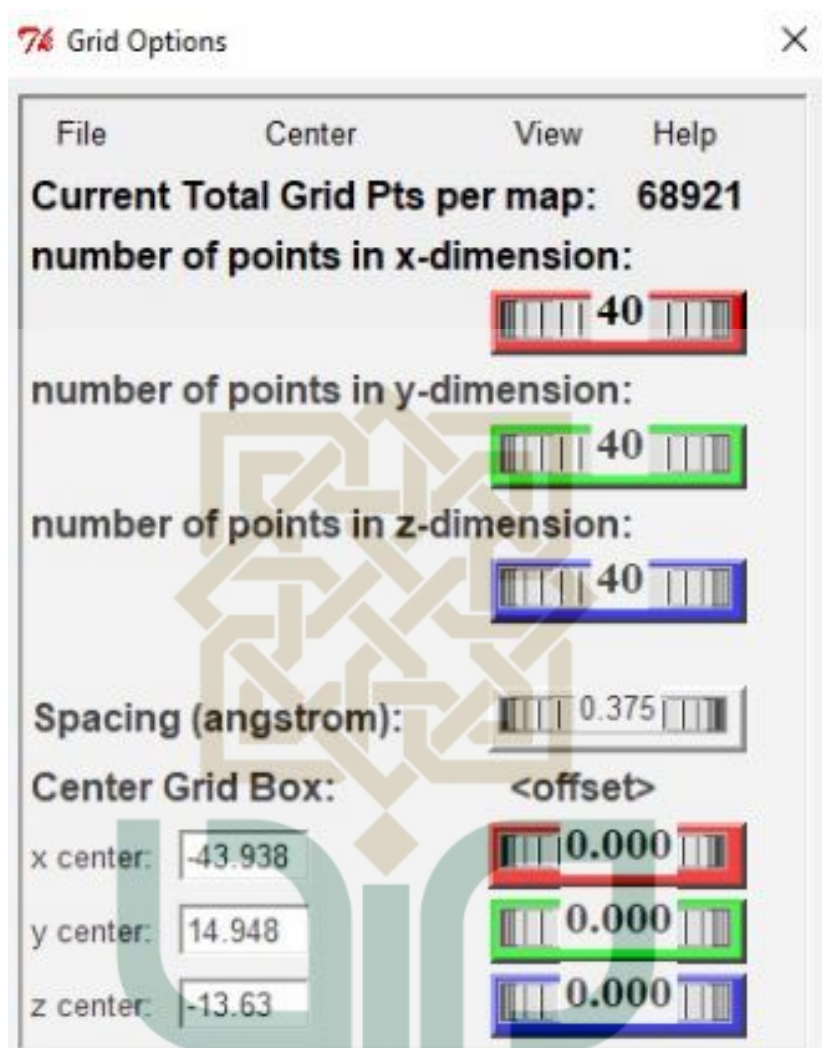 Grid Options
File Center View Help
Current Total Grid Pts per map: 68921
number of points in x-dimension:
40
number of points in y-dimension:
40
number of points in z-dimension:
40
Spacing (angstrom): 0.375
Center Grid Box: <offset>
x center: -43.938 0.000
y center: 14.948 0.000
z center: -13.63 0.000